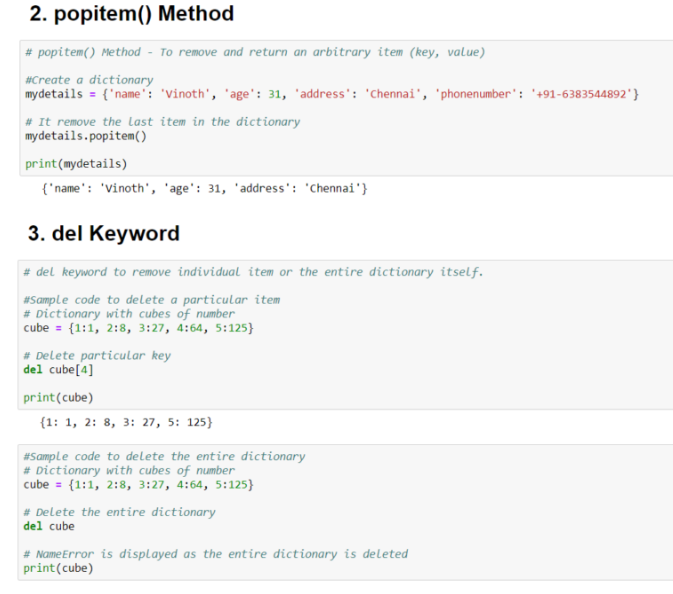 2. popitem() Method
# popitem() Method - To remove and return an arbitrary item (key, value)
#Create a dictionary
mydetails = {'name': 'Vinoth', 'age': 31, 'address': 'Chennai', 'phonenumber': '+91-6383544892'}
# It remove the last item in the dictionary
mydetails.popitem()
print(mydetails)
{'name': 'Vinoth', 'age': 31, 'address': 'Chennai'}
3. del Keyword
# del keyword to remove individual item or the entire dictionary itself.
#Sample code to delete a particular item
# Dictionary with cubes of number
cube = {1:1, 2:8, 3:27, 4:64, 5:125}
# Delete particular key
del cube[4]
print(cube)
{1: 1, 2: 8, 3: 27, 5: 125}
#Sample code to delete the entire dictionary
# Dictionary with cubes of number
cube = {1:1, 2:8, 3:27, 4:64, 5:125}
# Delete the entire dictionary
del cube
# NameError is displayed as the entire dictionary is deleted
print(cube)